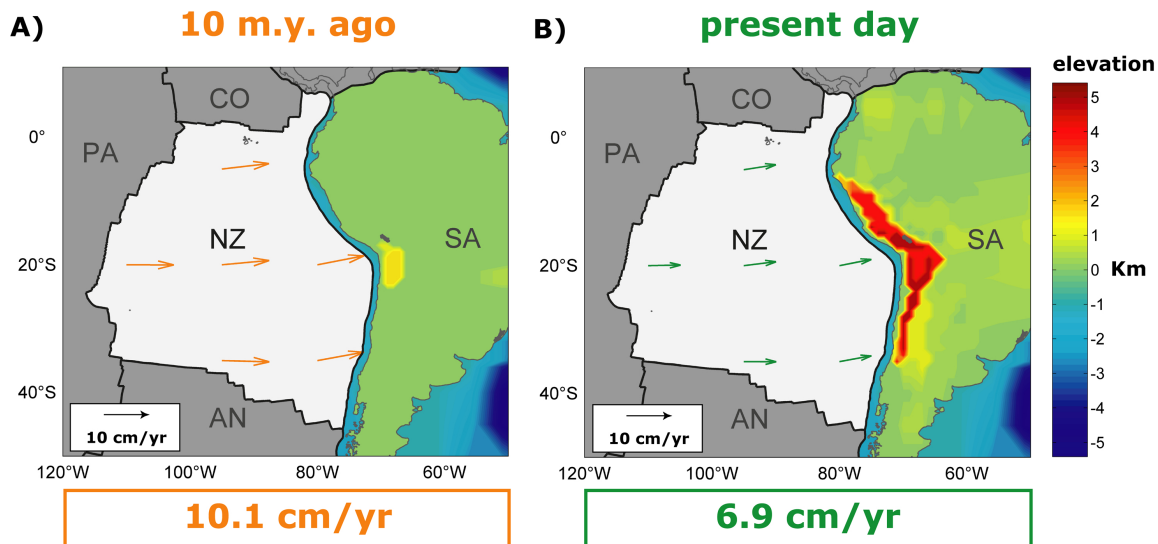 A)
10 m.y. ago
B)
present day
elevation
CO
PA
NZ
SA
AN
0°
20°S
40°S
10 cm/yr
120°W
100°W
80°W
60°W
10.1 cm/yr
CO
PA
NZ
SA
AN
0°
20°S
40°S
10 cm/yr
120°W
100°W
80°W
60°W
6.9 cm/yr
5
4
3
2
1
0
-1
-2
-3
-4
-5
Km